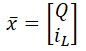 x̄ = [Q
i_L]